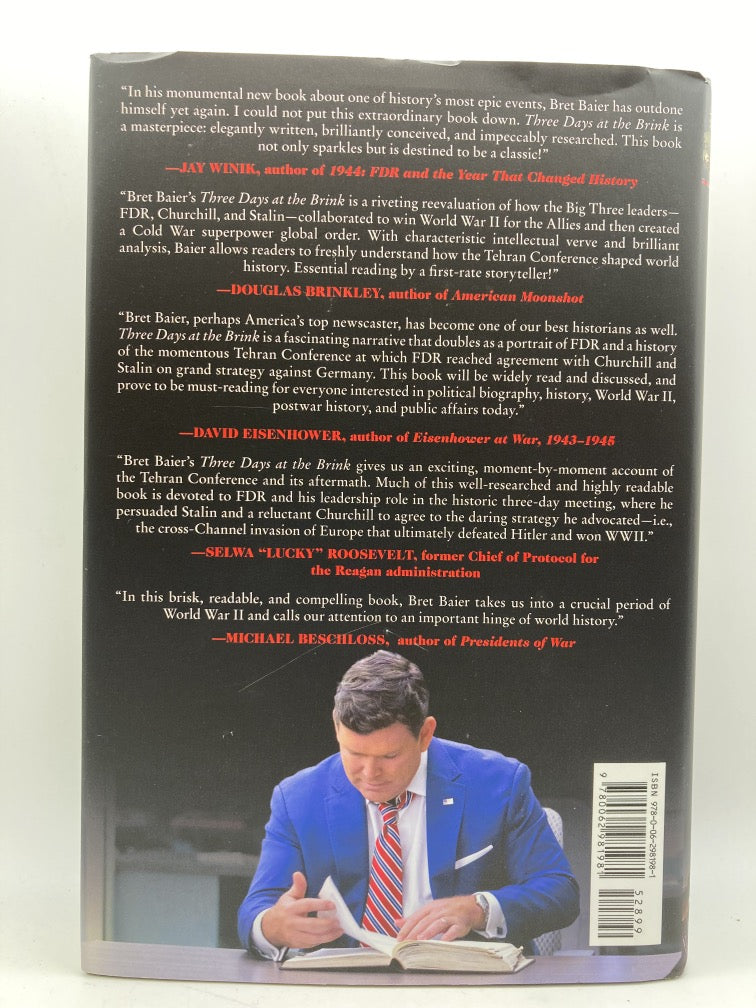 “In his monumental new book about one of history’s most epic events, Bret Baier has outdone
himself yet again. I could not put this extraordinary book down. Three Days at the Brink is
a masterpiece: elegantly written, brilliantly conceived, and impeccably researched. This book
not only sparkles but is destined to be a classic!”
—JAY WINIK, author of 1944: FDR and the Year That Changed History
“Bret Baier’s Three Days at the Brink is a riveting reevaluation of how the Big Three leaders—
FDR, Churchill, and Stalin—collaborated to win World War II for the Allies and then created
a Cold War superpower global order. With characteristic intellectual verve and brilliant
analysis, Baier allows readers to freshly understand how the Tehran Conference shaped world
history. Essential reading by a first-rate storyteller!”
—DOUGLAS BRINKLEY, author of American Moonshot
“Bret Baier, perhaps America’s top newscaster, has become one of our best historians as well.
Three Days at the Brink is a fascinating narrative that doubles as a portrait of FDR and a history
of the momentous Tehran Conference at which FDR reached agreement with Churchill and
Stalin on grand strategy against Germany. This book will be widely read and discussed, and
prove to be must-reading for everyone interested in political biography, history, World War II,
postwar history, and public affairs today.”
—DAVID EISENHOWER, author of Eisenhower at War, 1943–1945
“Bret Baier’s Three Days at the Brink gives us an exciting, moment-by-moment account of
the Tehran Conference and its aftermath. Much of this well-researched and highly readable
book is devoted to FDR and his leadership role in the historic three-day meeting, where he
persuaded Stalin and a reluctant Churchill to agree to the daring strategy he advocated—i.e.,
the cross-Channel invasion of Europe that ultimately defeated Hitler and won WWII.”
—SELWA “LUCKY” ROOSEVELT, former Chief of Protocol for
the Reagan administration
“In this brisk, readable, and compelling book, Bret Baier takes us into a crucial period of
World War II and calls our attention to an important hinge of world history.”
—MICHAEL BESCHLOSS, author of Presidents of War
ISBN 978-0-06-298198-1
9 780062 981981
52899